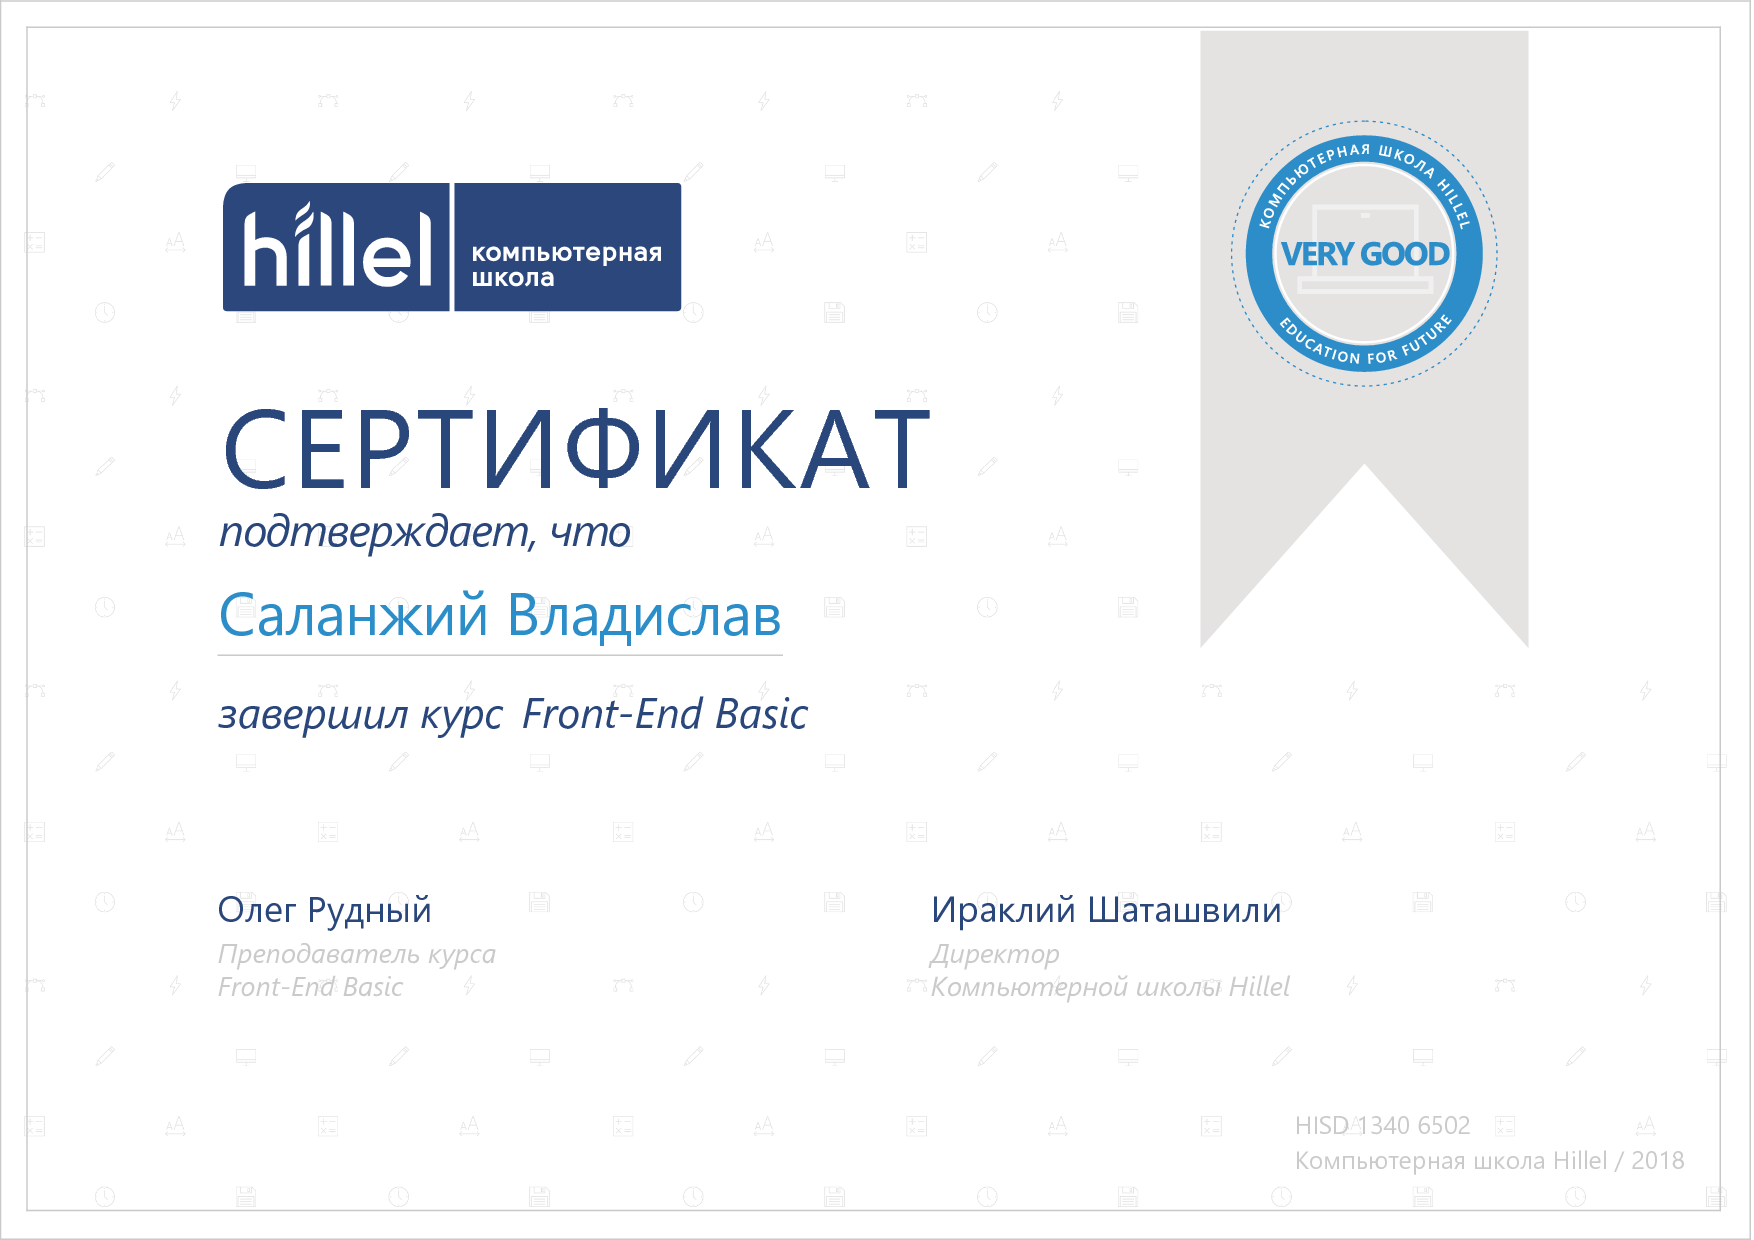 hillel
компьютерная
школа
КОМПЬЮТЕРНАЯ ШКОЛА HILLEL
VERY GOOD
EDUCATION FOR FUTURE
СЕРТИФИКАТ
подтверждает, что
Саланжий Владислав
завершил курс Front-End Basic
Олег Рудный
Преподаватель курса
Front-End Basic
Ираклий Шаташвили
Директор
Компьютерной школы Hillel
HISD 1340 6502
Компьютерная школа Hillel / 2018